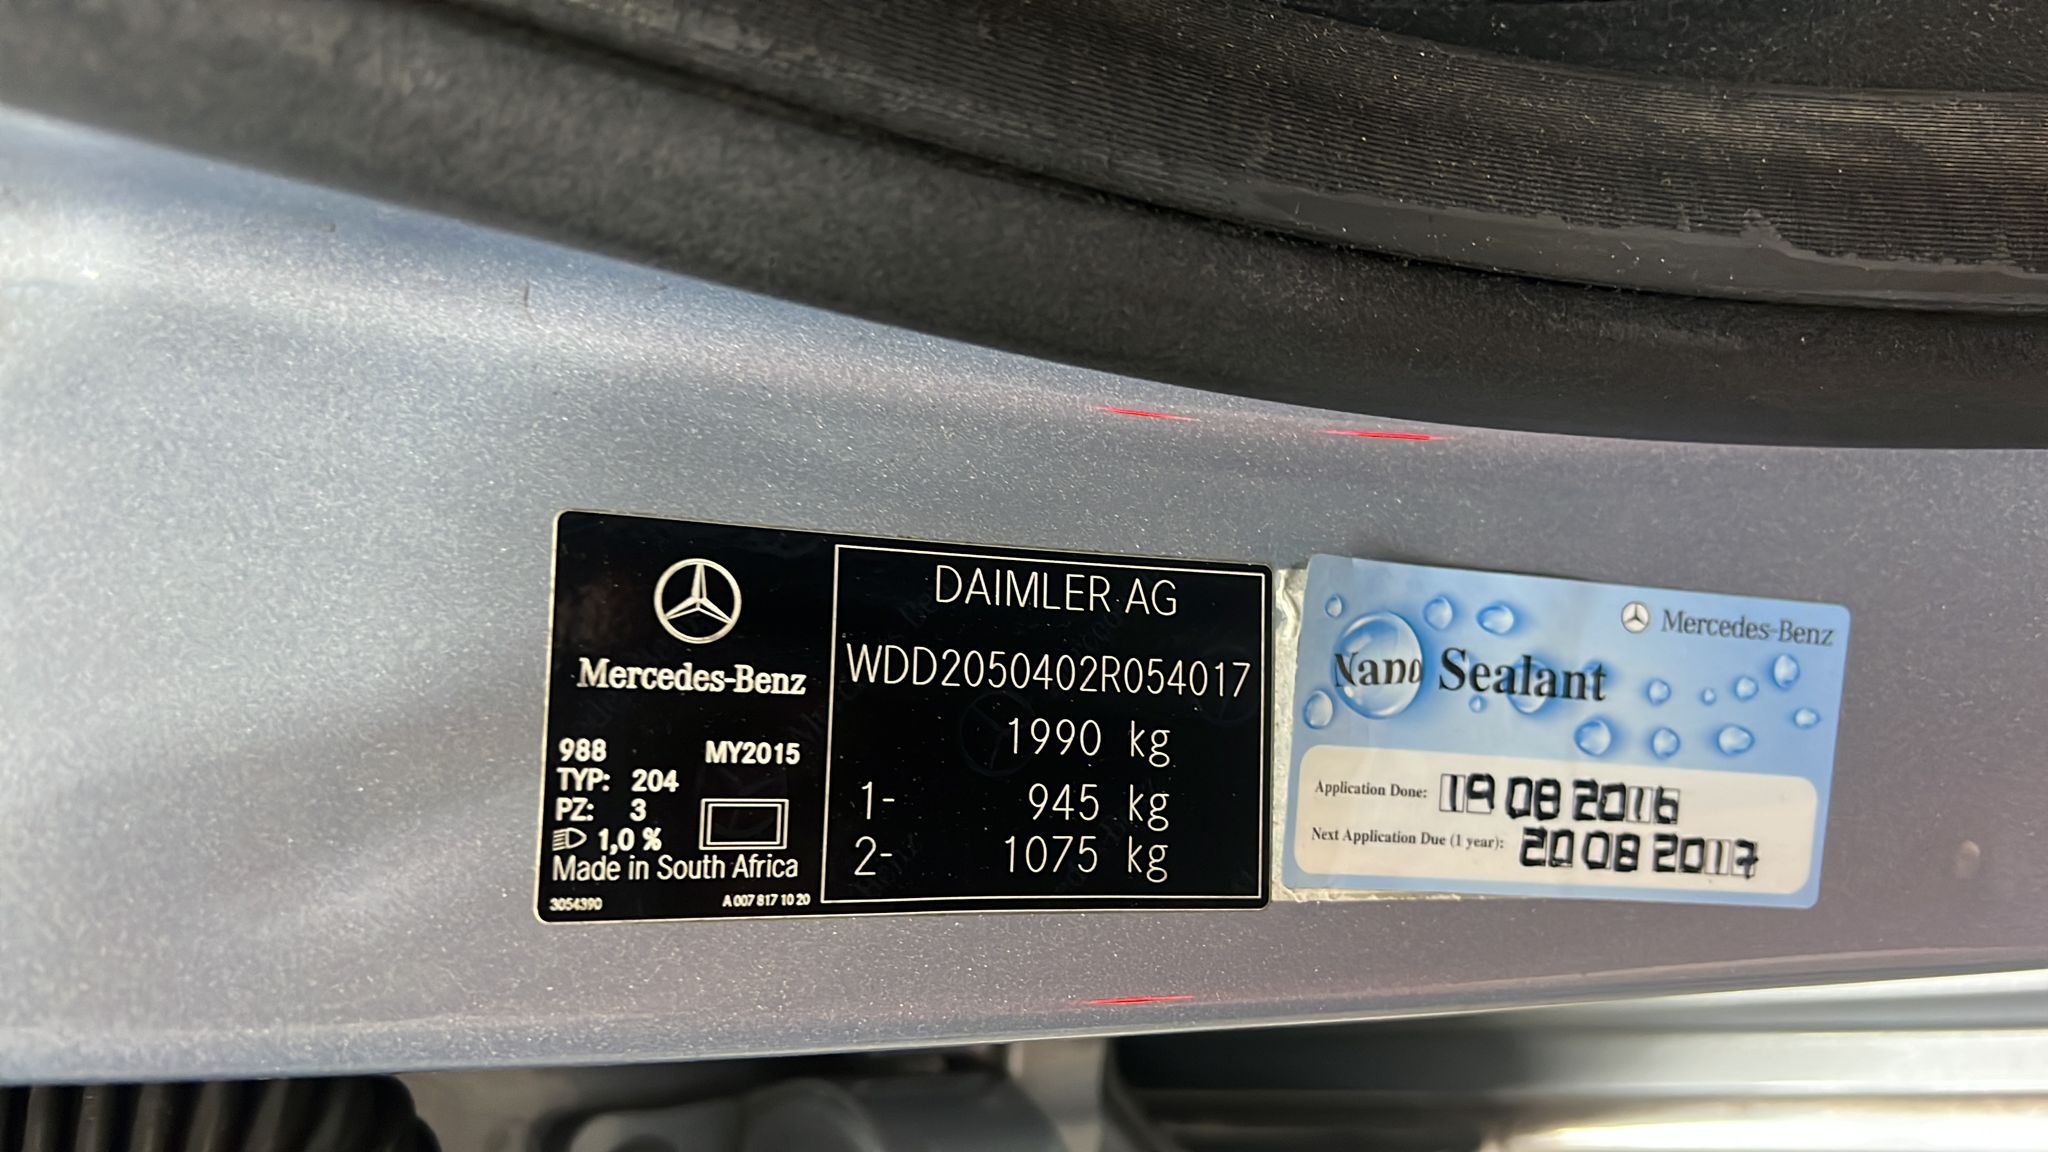 Mercedes-Benz
988 MY2015
TYP: 204
PZ: 3
1,0 %
Made in South Africa
3054390 A 007 817 10 20
DAIMLER AG
WDD2050402R054017
1990 kg
1- 945 kg
2- 1075 kg
Mercedes-Benz
Nano Sealant
Application Done: 19 08 2016
Next Application Due (1 year): 20 08 2017